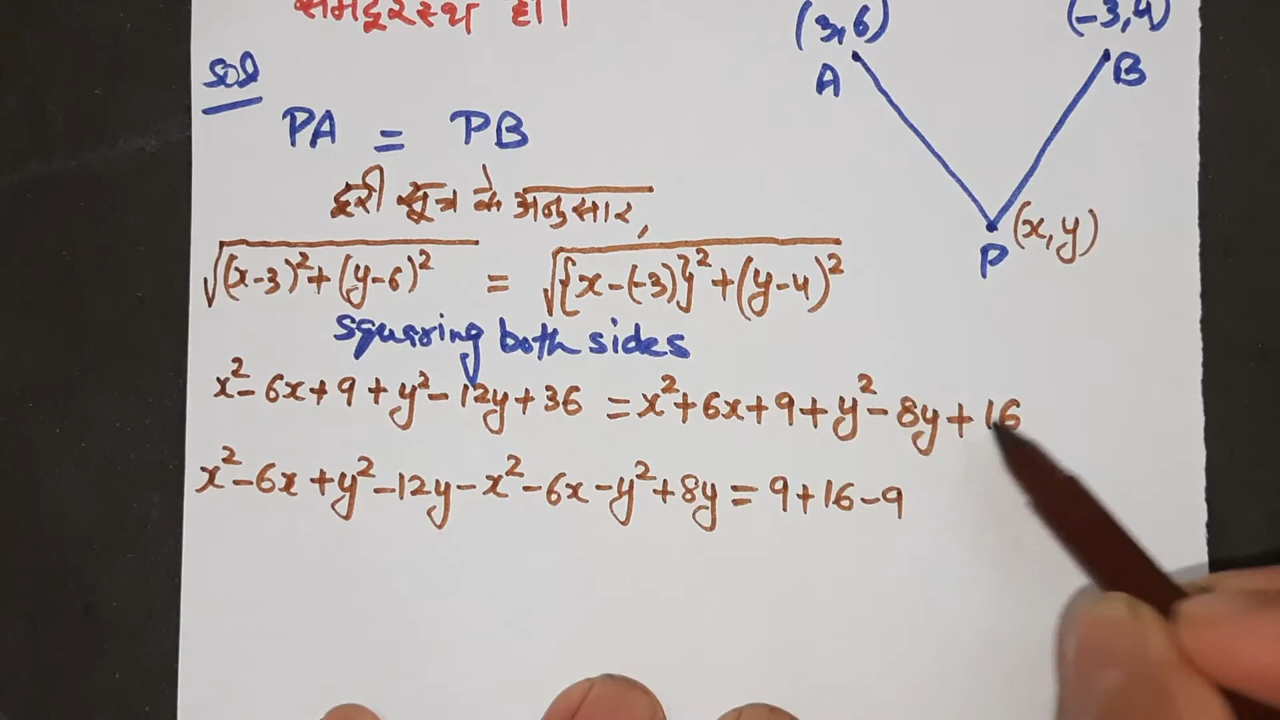 समदूरस्थ हो।
(3,6) (-3,4)
A B
Sol
PA = PB
दूरी सूत्र के अनुसार,
P (x,y)
√(x-3)²+(y-6)² = √{x-(-3)}²+(y-4)²
squaring both sides
x²-6x+9+y²-12y+36 = x²+6x+9+y²-8y+16
x²-6x+y²-12y-x²-6x-y²+8y=9+16-9